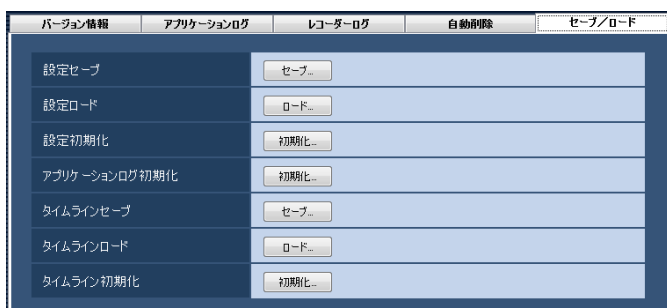 バージョン情報 アプリケーションログ レコーダーログ 自動削除 セーブ／ロード
設定セーブ セーブ...
設定ロード ロード...
設定初期化 初期化...
アプリケーションログ初期化 初期化...
タイムラインセーブ セーブ...
タイムラインロード ロード...
タイムライン初期化 初期化...